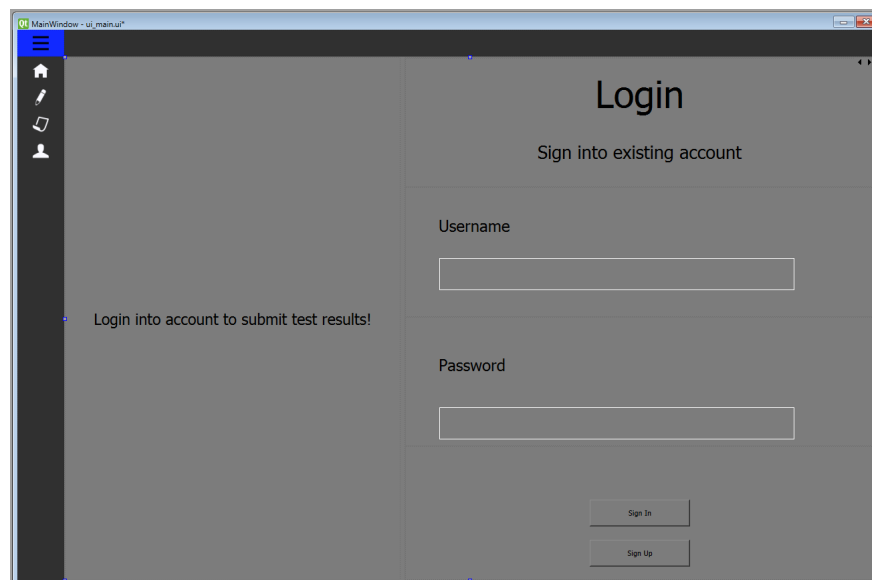 Qt MainWindow - ui_main.ui*
Login
Sign into existing account
Username
Login into account to submit test results!
Password
Sign In
Sign Up